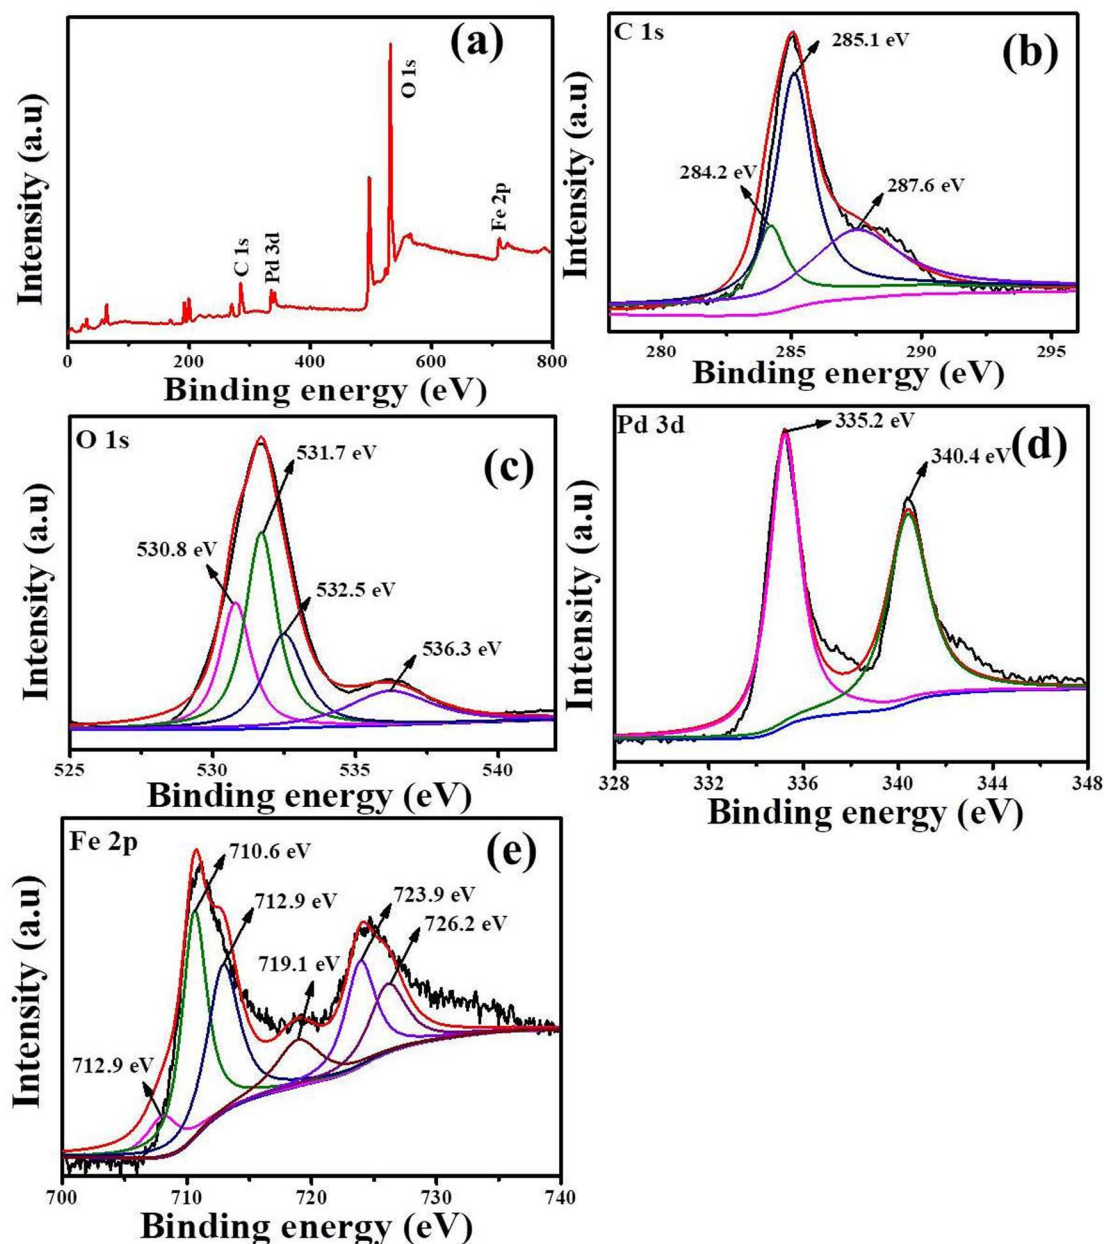 (a)
O 1s
C 1s
Pd 3d
Fe 2p
Intensity (a.u)
0 200 400 600 800
Binding energy (eV)
C 1s
(b)
285.1 eV
284.2 eV
287.6 eV
Intensity (a.u)
280 285 290 295
Binding energy (eV)
O 1s
(c)
531.7 eV
530.8 eV
532.5 eV
536.3 eV
Intensity (a.u)
525 530 535 540
Binding energy (eV)
Pd 3d
(d)
335.2 eV
340.4 eV
Intensity (a.u)
328 332 336 340 344 348
Binding energy (eV)
Fe 2p
(e)
710.6 eV
712.9 eV
723.9 eV
726.2 eV
719.1 eV
712.9 eV
Intensity (a.u)
700 710 720 730 740
Binding energy (eV)